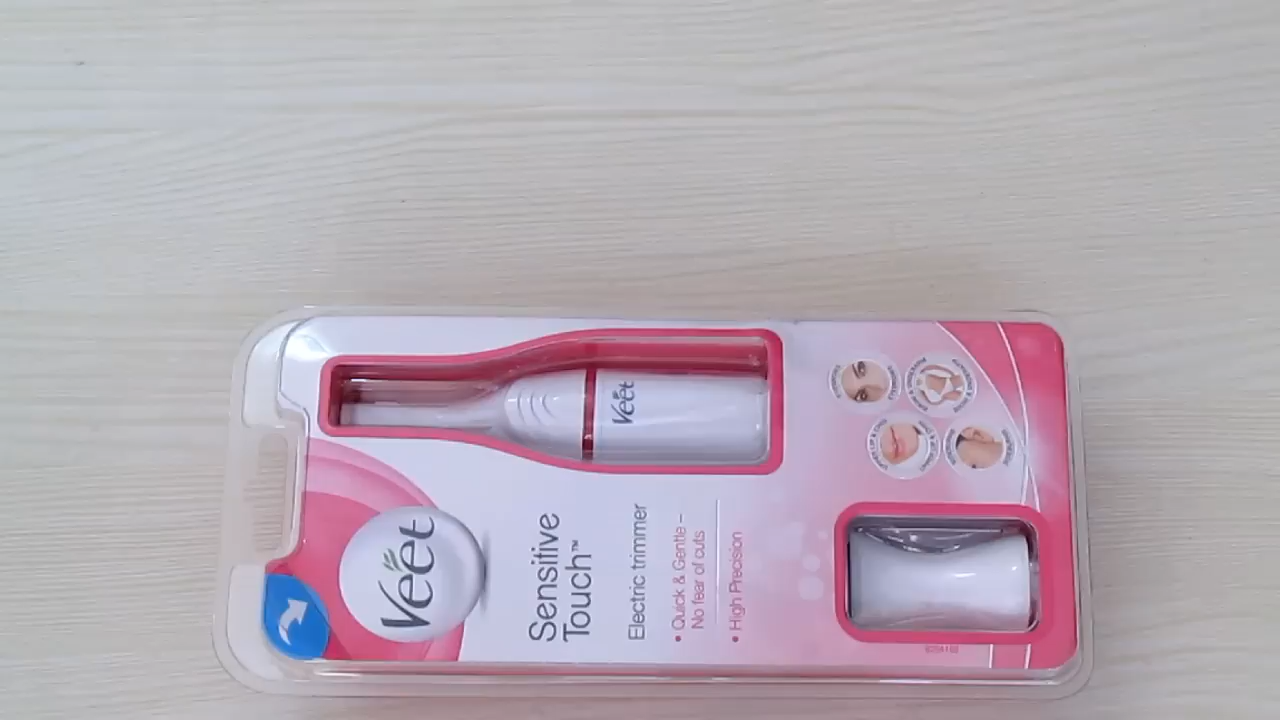 Veet
Veet
Sensitive
Touch™
Electric trimmer
• Quick & Gentle –
No fear of cuts
• High Precision